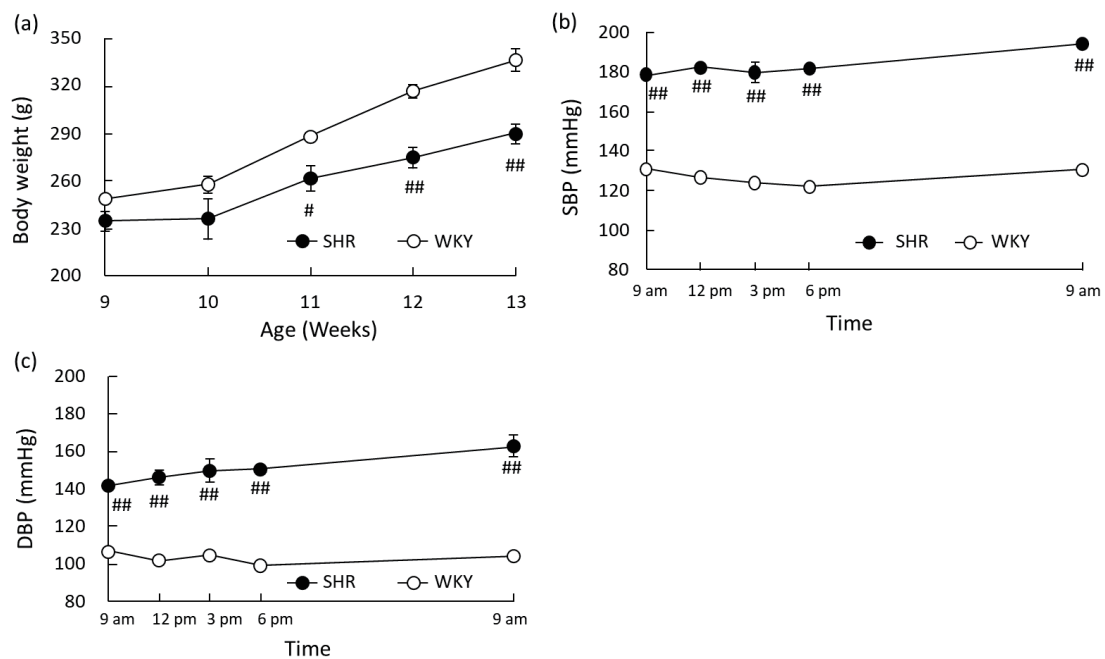 (a)
350
320
290
260
230
200
Body weight (g)
#
##
##
SHR
WKY
9
10
11
12
13
Age (Weeks)
(b)
200
180
160
140
120
100
80
SBP (mmHg)
##
##
##
##
##
SHR
WKY
9 am
12 pm
3 pm
6 pm
9 am
Time
(c)
200
180
160
140
120
100
80
DBP (mmHg)
##
##
##
##
##
SHR
WKY
9 am
12 pm
3 pm
6 pm
9 am
Time